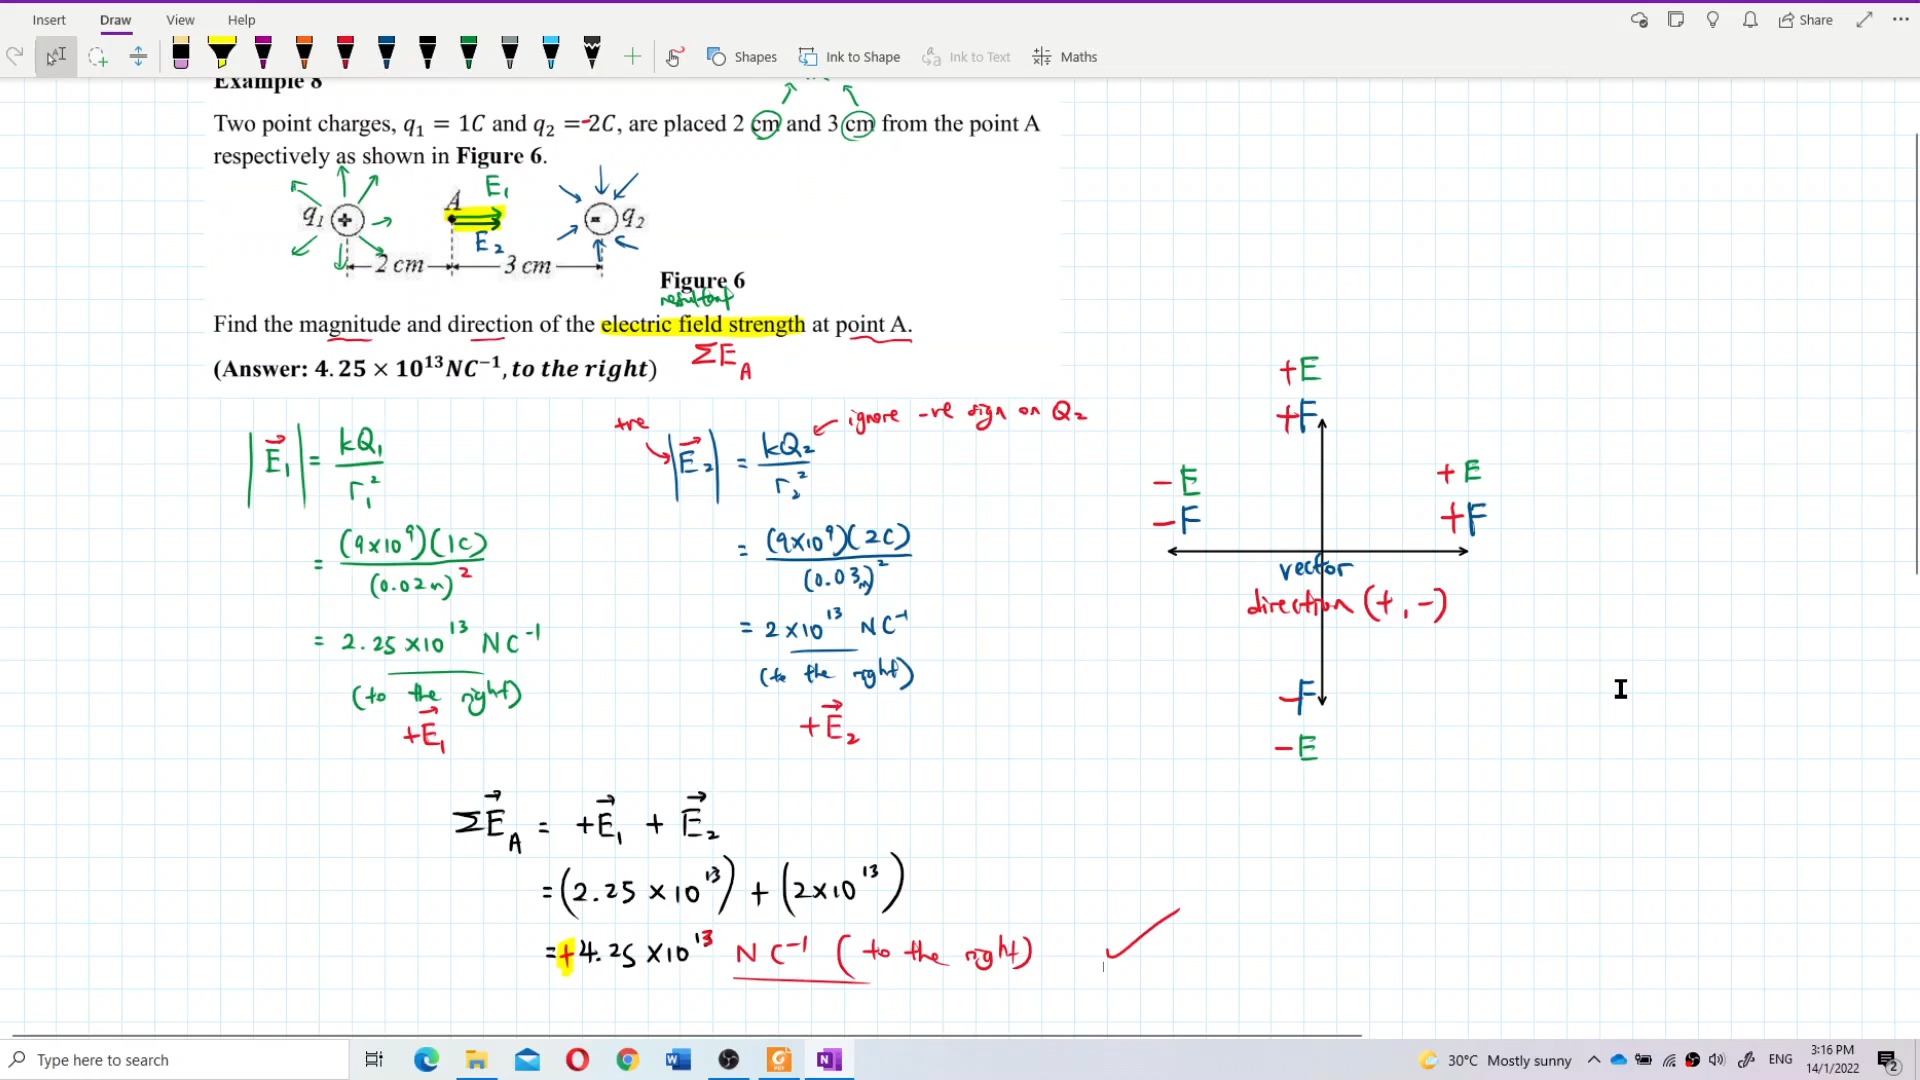 Insert Draw View Help
Share
Shapes Ink to Shape Ink to Text Maths
Example 8
Two point charges, q₁ = 1C and q₂ = -2C, are placed 2 cm and 3 cm from the point A
respectively as shown in Figure 6.
q₁ + A E₁ - q₂
E₂
2 cm 3 cm
Figure 6
resultant
Find the magnitude and direction of the electric field strength at point A.
(Answer: 4.25 × 10¹³NC⁻¹, to the right) ΣE_A
|E₁→| = kQ₁/r₁²
= (9×10⁹)(1C)/(0.02m)²
= 2.25 ×10¹³ NC⁻¹
(to the right)
+E₁→
+ve
ignore -ve sign on Q₂
|E₂→| = kQ₂/r₂²
= (9×10⁹)(2C)/(0.03m)²
= 2×10¹³ NC⁻¹
(to the right)
+E₂→
ΣE→_A = +E₁→ + E₂→
= (2.25 ×10¹³) + (2×10¹³)
= +4.25 ×10¹³ NC⁻¹ (to the right)
+E
+F
-E
-F
+E
+F
vector
direction (+, -)
-F
-E
Type here to search
30°C Mostly sunny
ENG
3:16 PM
14/1/2022
2